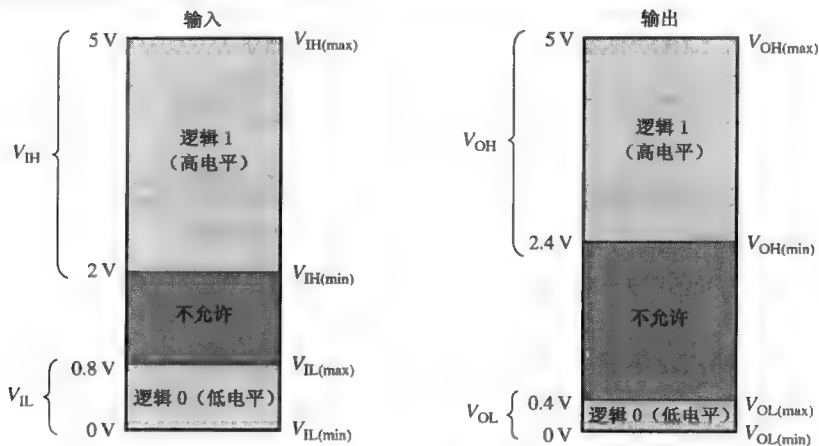 输入
5 V
V_IH(max)
V_IH
逻辑 1
（高电平）
2 V
V_IH(min)
不允许
0.8 V
V_IL(max)
V_IL
逻辑 0（低电平）
0 V
V_IL(min)
输出
5 V
V_OH(max)
V_OH
逻辑 1
（高电平）
2.4 V
V_OH(min)
不允许
0.4 V
V_OL(max)
V_OL
逻辑 0（低电平）
0 V
V_OL(min)